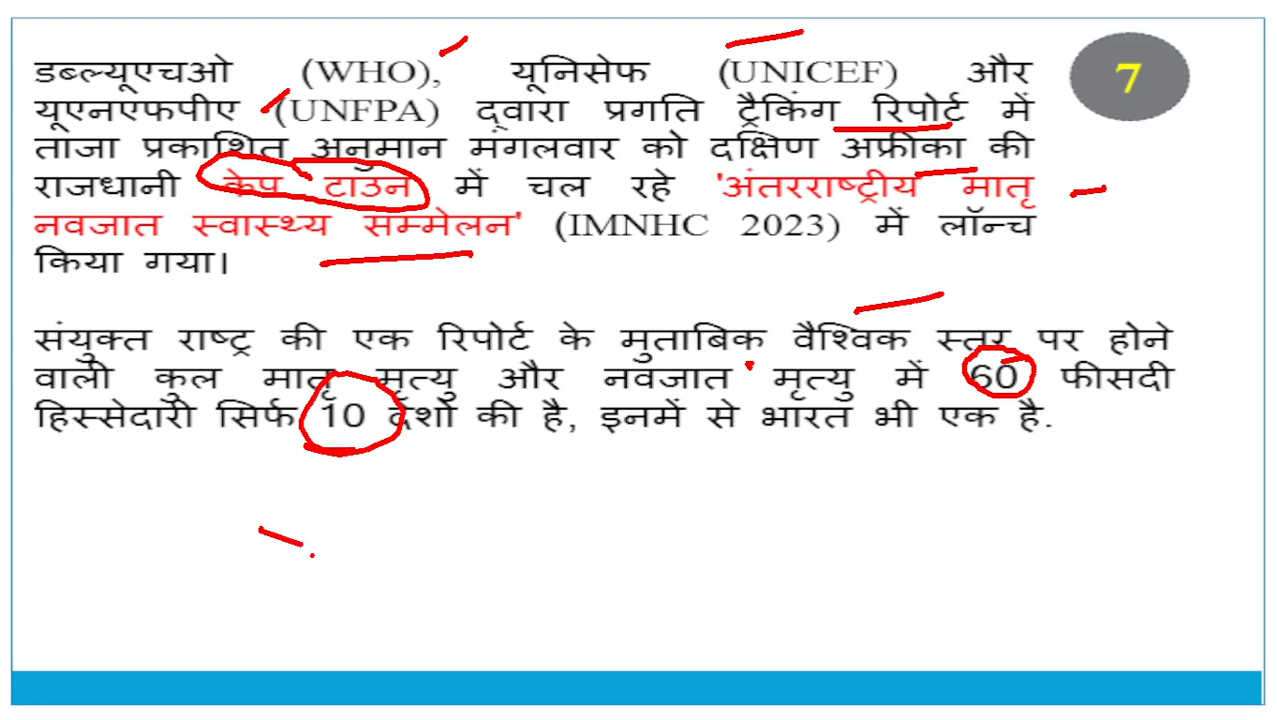 डब्ल्यूएचओ (WHO), यूनिसेफ (UNICEF) और
7
यूएनएफपीए (UNFPA) द्वारा प्रगति ट्रैकिंग रिपोर्ट में
ताजा प्रकाशित अनुमान मंगलवार को दक्षिण अफ्रीका की
राजधानी केप टाउन में चल रहे 'अंतरराष्ट्रीय मातृ
नवजात स्वास्थ्य सम्मेलन' (IMNHC 2023) में लॉन्च
किया गया।
संयुक्त राष्ट्र की एक रिपोर्ट के मुताबिक वैश्विक स्तर पर होने
वाली कुल मातृ मृत्यु और नवजात मृत्यु में 60 फीसदी
हिस्सेदारी सिर्फ 10 देशों की है, इनमें से भारत भी एक है.